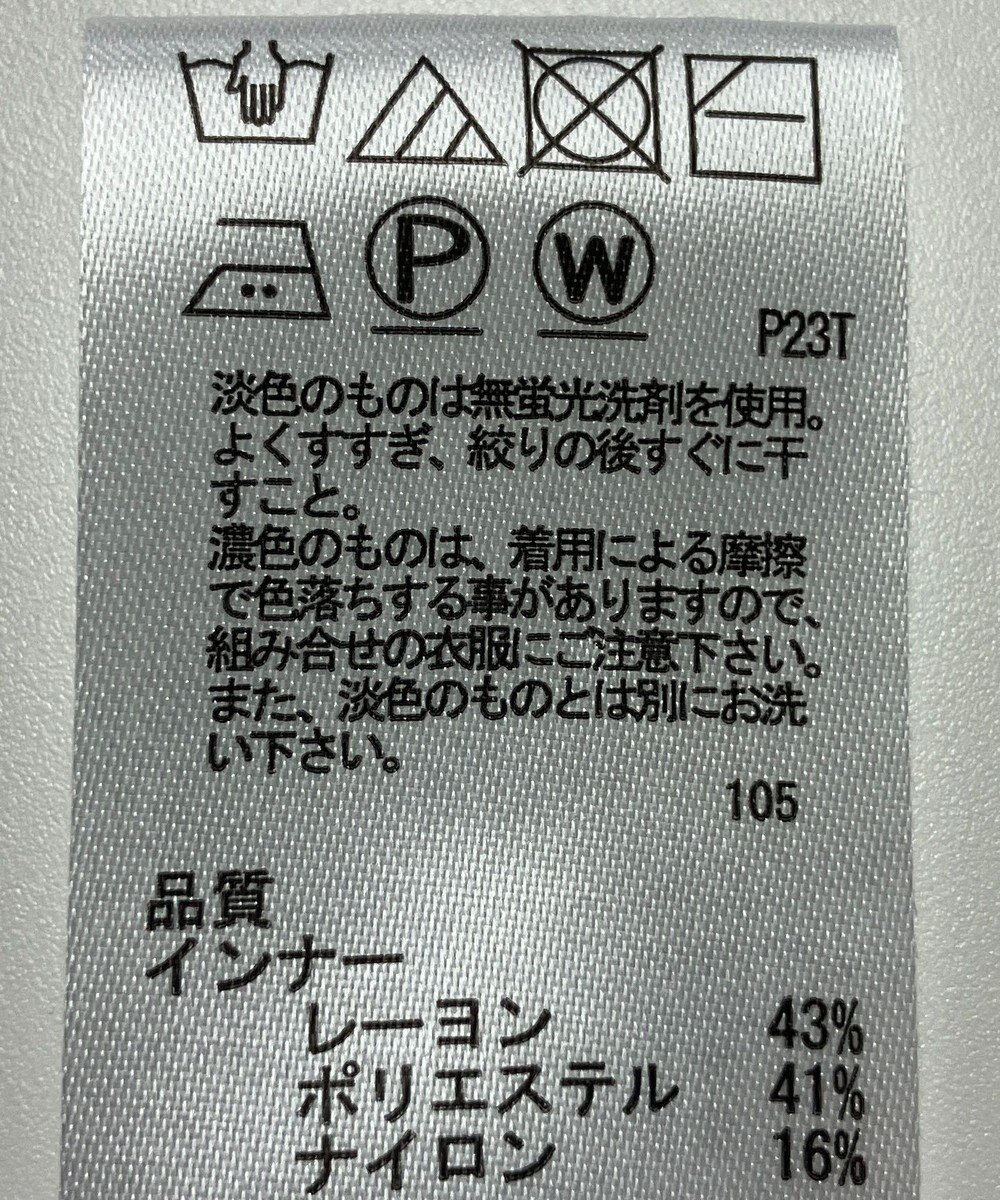 P W P23T
淡色のものは無蛍光洗剤を使用。
よくすすぎ、絞りの後すぐに干
すこと。
濃色のものは、着用による摩擦
で色落ちする事がありますので、
組み合せの衣服にご注意下さい。
また、淡色のものとは別にお洗
い下さい。
105
品質
インナー
レーヨン 43%
ポリエステル 41%
ナイロン 16%